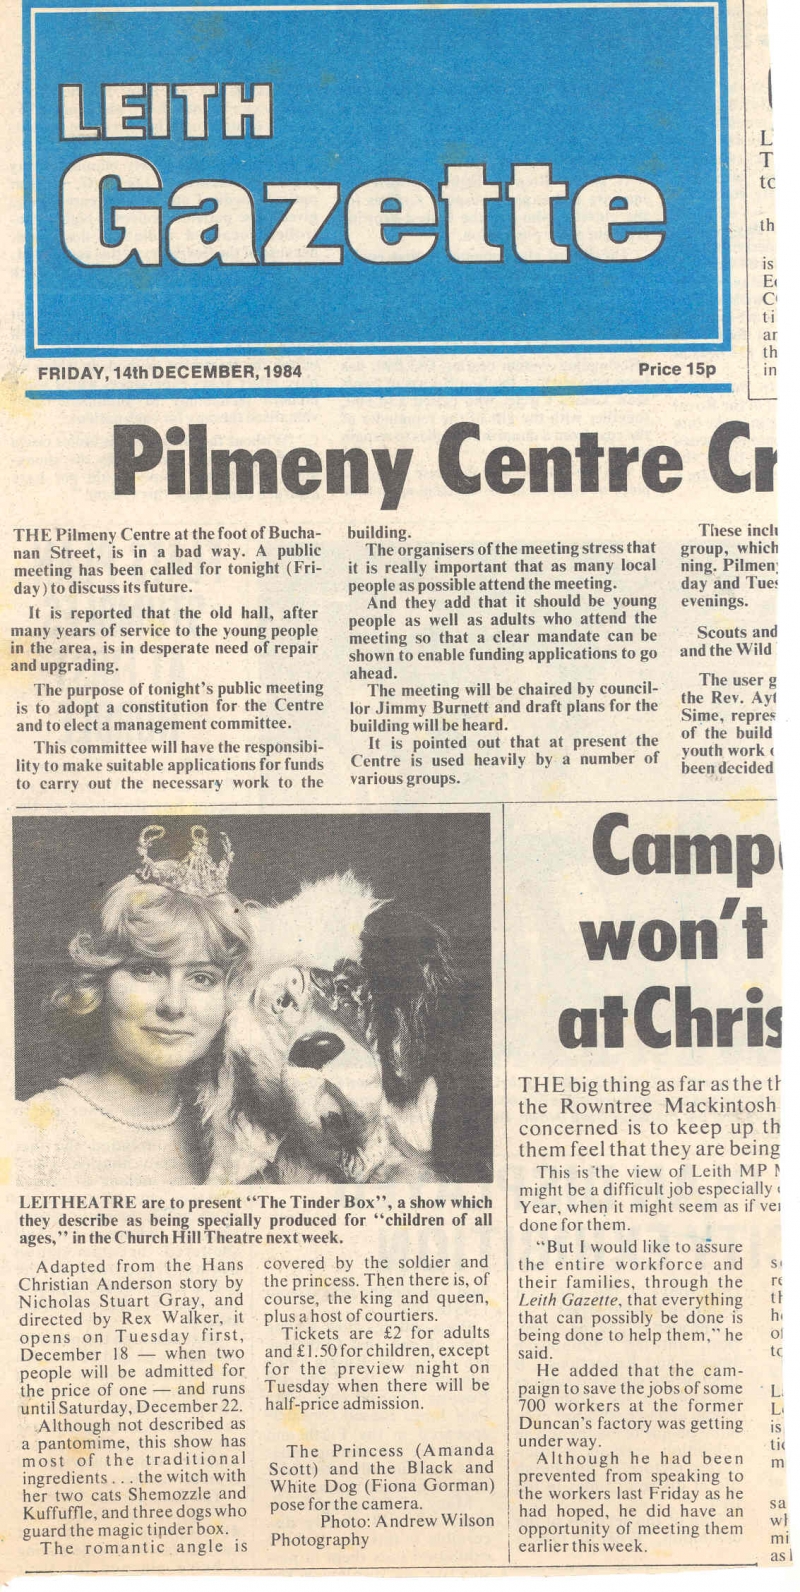 LEITH
Gazette
FRIDAY, 14th DECEMBER, 1984
Price 15p
Pilmeny Centre Cr
THE Pilmeny Centre at the foot of Bucha-
nan Street, is in a bad way. A public
meeting has been called for tonight (Fri-
day) to discuss its future.
It is reported that the old hall, after
many years of service to the young people
in the area, is in desperate need of repair
and upgrading.
The purpose of tonight's public meeting
is to adopt a constitution for the Centre
and to elect a management committee.
This committee will have the responsibi-
lity to make suitable applications for funds
to carry out the necessary work to the
building.
The organisers of the meeting stress that
it is really important that as many local
people as possible attend the meeting.
And they add that it should be young
people as well as adults who attend the
meeting so that a clear mandate can be
shown to enable funding applications to go
ahead.
The meeting will be chaired by council-
lor Jimmy Burnett and draft plans for the
building will be heard.
It is pointed out that at present the
Centre is used heavily by a number of
various groups.
These incl
group, which
ning. Pilmen
day and Tues
evenings.
Scouts and
and the Wild
The user g
the Rev. Ayt
Sime, repres
of the build
youth work
been decided
LEITHEATRE are to present “The Tinder Box”, a show which
they describe as being specially produced for “children of all
ages,” in the Church Hill Theatre next week.
Adapted from the Hans
Christian Anderson story by
Nicholas Stuart Gray, and
directed by Rex Walker, it
opens on Tuesday first,
December 18 — when two
people will be admitted for
the price of one — and runs
until Saturday, December 22.
Although not described as
a pantomime, this show has
most of the traditional
ingredients . . . the witch with
her two cats Shemozzle and
Kuffuffle, and three dogs who
guard the magic tinder box.
The romantic angle is
covered by the soldier and
the princess. Then there is, of
course, the king and queen,
plus a host of courtiers.
Tickets are £2 for adults
and £1.50 for children, except
for the preview night on
Tuesday when there will be
half-price admission.
The Princess (Amanda
Scott) and the Black and
White Dog (Fiona Gorman)
pose for the camera.
Photo: Andrew Wilson
Photography
Camp
won't
at Chris
THE big thing as far as the th
the Rowntree Mackintosh
concerned is to keep up th
them feel that they are being
This is the view of Leith MP
might be a difficult job especially
Year, when it might seem as if ver
done for them.
“But I would like to assure
the entire workforce and
their families, through the
Leith Gazette, that everything
that can possibly be done is
being done to help them,” he
said.
He added that the cam-
paign to save the jobs of some
700 workers at the former
Duncan's factory was getting
under way.
Although he had been
prevented from speaking to
the workers last Friday as he
had hoped, he did have an
opportunity of meeting them
earlier this week.